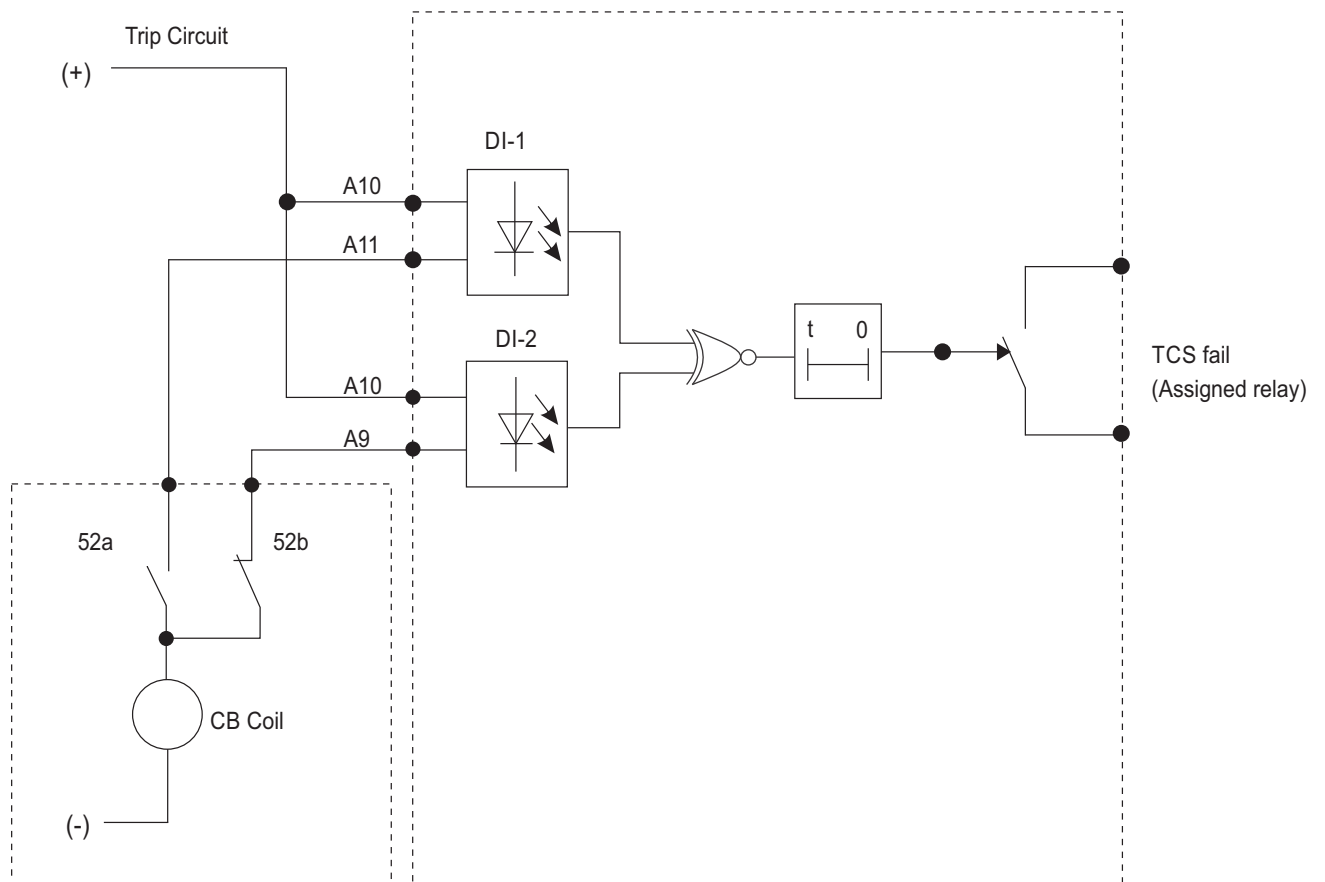 Trip Circuit
(+)
DI-1
A10
A11
DI-2
A10
A9
t 0
TCS fail
(Assigned relay)
52a
52b
CB Coil
(-)